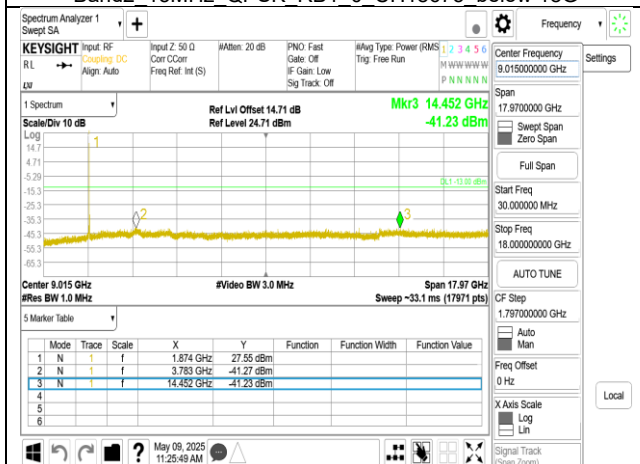 Spectrum Analyzer 1
Swept SA
Frequency
KEYSIGHT
RL
LXI
Input: RF
Coupling: DC
Align: Auto
Input Z: 50 Ω
Corr CCorr
Freq Ref: Int (S)
#Atten: 20 dB
PNO: Fast
Gate: Off
IF Gain: Low
Sig Track: Off
#Avg Type: Power (RMS)
Trig: Free Run
1 2 3 4 5 6
M W W W W W
P N N N N N
Center Frequency
9.015000000 GHz
Settings
Span
17.9700000 GHz
Swept Span
Zero Span
Full Span
Start Freq
30.000000 MHz
Stop Freq
18.000000000 GHz
AUTO TUNE
CF Step
1.797000000 GHz
Auto
Man
Freq Offset
0 Hz
X Axis Scale
Log
Lin
Signal Track
(Span Zoom)
Local
1 Spectrum
Scale/Div 10 dB
Ref Lvl Offset 14.71 dB
Ref Level 24.71 dBm
Mkr3 14.452 GHz
-41.23 dBm
Log
14.7
4.71
-5.29
-15.3
-25.3
-35.3
-45.3
-55.3
-65.3
1
2
3
DL1 -13.00 dBm
Center 9.015 GHz
#Res BW 1.0 MHz
#Video BW 3.0 MHz
Span 17.97 GHz
Sweep ~33.1 ms (17971 pts)
5 Marker Table
Mode Trace Scale X Y Function Function Width Function Value
1 N 1 f 1.874 GHz 27.55 dBm
2 N 1 f 3.783 GHz -41.27 dBm
3 N 1 f 14.452 GHz -41.23 dBm
4
5
6
May 09, 2025
11:25:49 AM